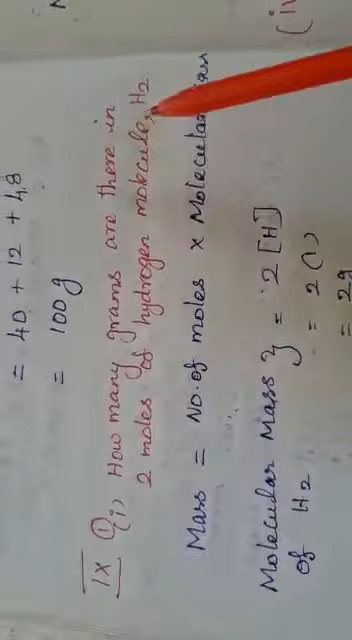 = 40 + 12 + 48
= 100g
IX Q i, How many grams are there in
2 moles of hydrogen molecule, H2
Mass = No. of moles x Molecular
Molecular Mass } = 2 [H]
of H2 = 2 (1)
= 2g